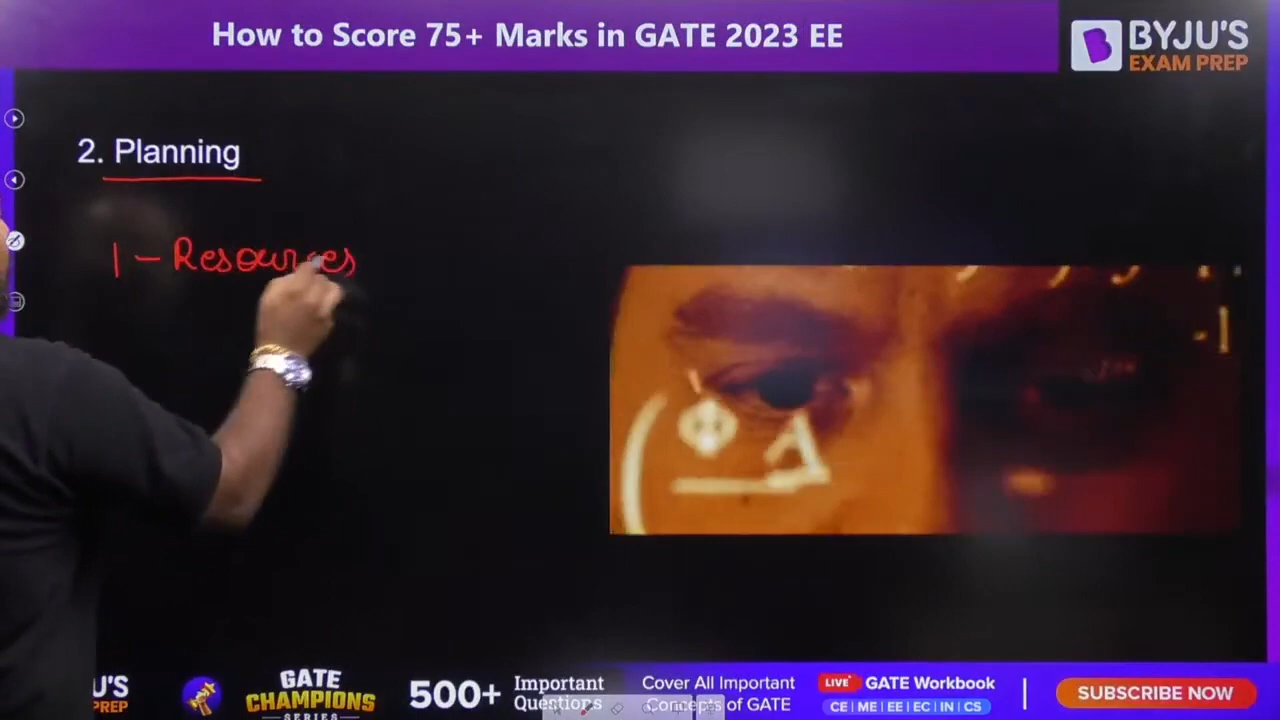 How to Score 75+ Marks in GATE 2023 EE
BYJU'S
EXAM PREP
2. Planning
1 - Resources
Φ Δ
U'S
PREP
GATE
CHAMPIONS
SERIES
500+ Important
Questions
Cover All Important
Concepts of GATE
LIVE GATE Workbook
CE | ME | EE | EC | IN | CS
SUBSCRIBE NOW